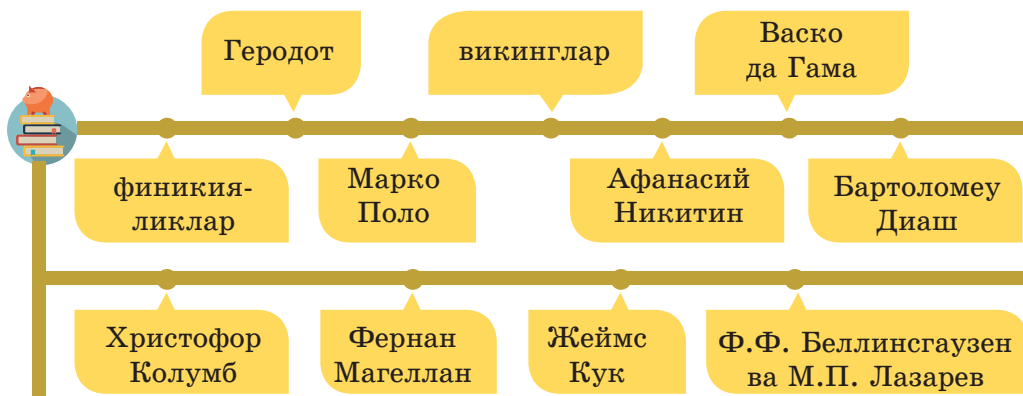 Геродот
викинглар
Васко
да Гама
финикия-
ликлар
Марко
Поло
Афанасий
Никитин
Бартоломеу
Диаш
Христофор
Колумб
Фернан
Магеллан
Жеймс
Кук
Ф.Ф. Беллинсгаузен
ва М.П. Лазарев